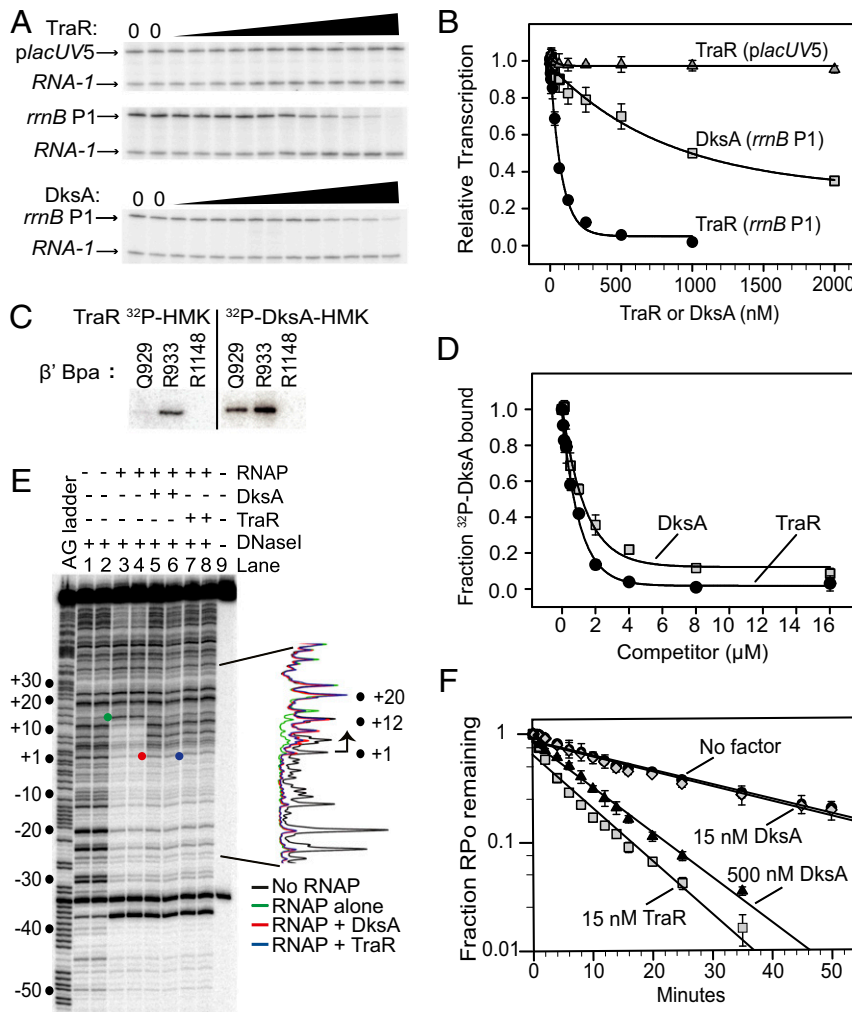 A
TraR: 0 0
placUV5→
RNA-1→
rrnB P1→
RNA-1→
DksA: 0 0
rrnB P1→
RNA-1→
B
Relative Transcription
1.0
0.8
0.6
0.4
0.2
0.0
TraR (placUV5)
DksA (rrnB P1)
TraR (rrnB P1)
0 500 1000 1500 2000
TraR or DksA (nM)
C
TraR ³²P-HMK ³²P-DksA-HMK
β' Bpa : Q929 R933 R1148 Q929 R933 R1148
D
Fraction ³²P-DksA bound
1.0
0.8
0.6
0.4
0.2
0.0
DksA TraR
0 2 4 6 8 10 12 14 16
Competitor (µM)
E
AG ladder
- - + + + + + + - RNAP
- - - - + + - - - DksA
- - - - - - + + - TraR
+ + + + + + + + - DNaseI
1 2 3 4 5 6 7 8 9 Lane
+30
+20
+10
+1
-10
-20
-30
-40
-50
+20
+12
+1
No RNAP
RNAP alone
RNAP + DksA
RNAP + TraR
F
Fraction RPo remaining
1
0.1
0.01
No factor
15 nM DksA
500 nM DksA
15 nM TraR
0 10 20 30 40 50
Minutes